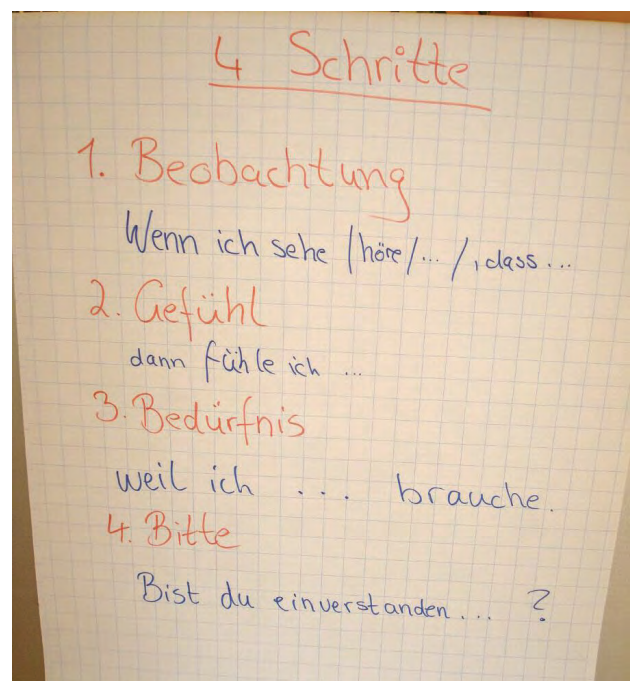 4 Schritte
1. Beobachtung
Wenn ich sehe /höre/... /, dass...
2. Gefühl
dann fühle ich ...
3. Bedürfnis
weil ich ... brauche.
4. Bitte
Bist du einverstanden... ?